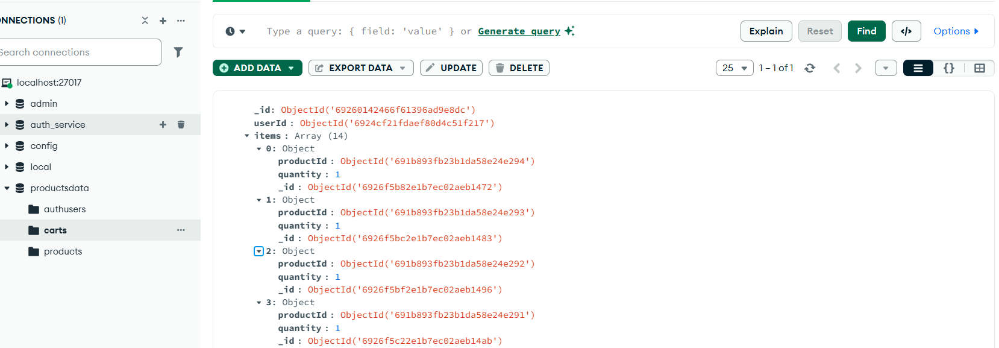 ONNECTIONS (1)
Search connections
localhost:27017
admin
auth_service
config
local
productsdata
authusers
carts
products
Type a query: { field: 'value' } or Generate query
Explain
Reset
Find
</>
Options
ADD DATA
EXPORT DATA
UPDATE
DELETE
25
1 – 1 of 1
{}
_id: ObjectId('69260142466f61396ad9e8dc')
userId : ObjectId('6924cf21fdaef80d4c51f217')
items : Array (14)
0: Object
productId : ObjectId('691b893fb23b1da58e24e294')
quantity : 1
_id : ObjectId('6926f5b82e1b7ec02aeb1472')
1: Object
productId : ObjectId('691b893fb23b1da58e24e293')
quantity : 1
_id : ObjectId('6926f5bc2e1b7ec02aeb1483')
2: Object
productId : ObjectId('691b893fb23b1da58e24e292')
quantity : 1
_id : ObjectId('6926f5bf2e1b7ec02aeb1496')
3: Object
productId : ObjectId('691b893fb23b1da58e24e291')
quantity : 1
_id : ObjectId('6926f5c22e1b7ec02aeb14ab')